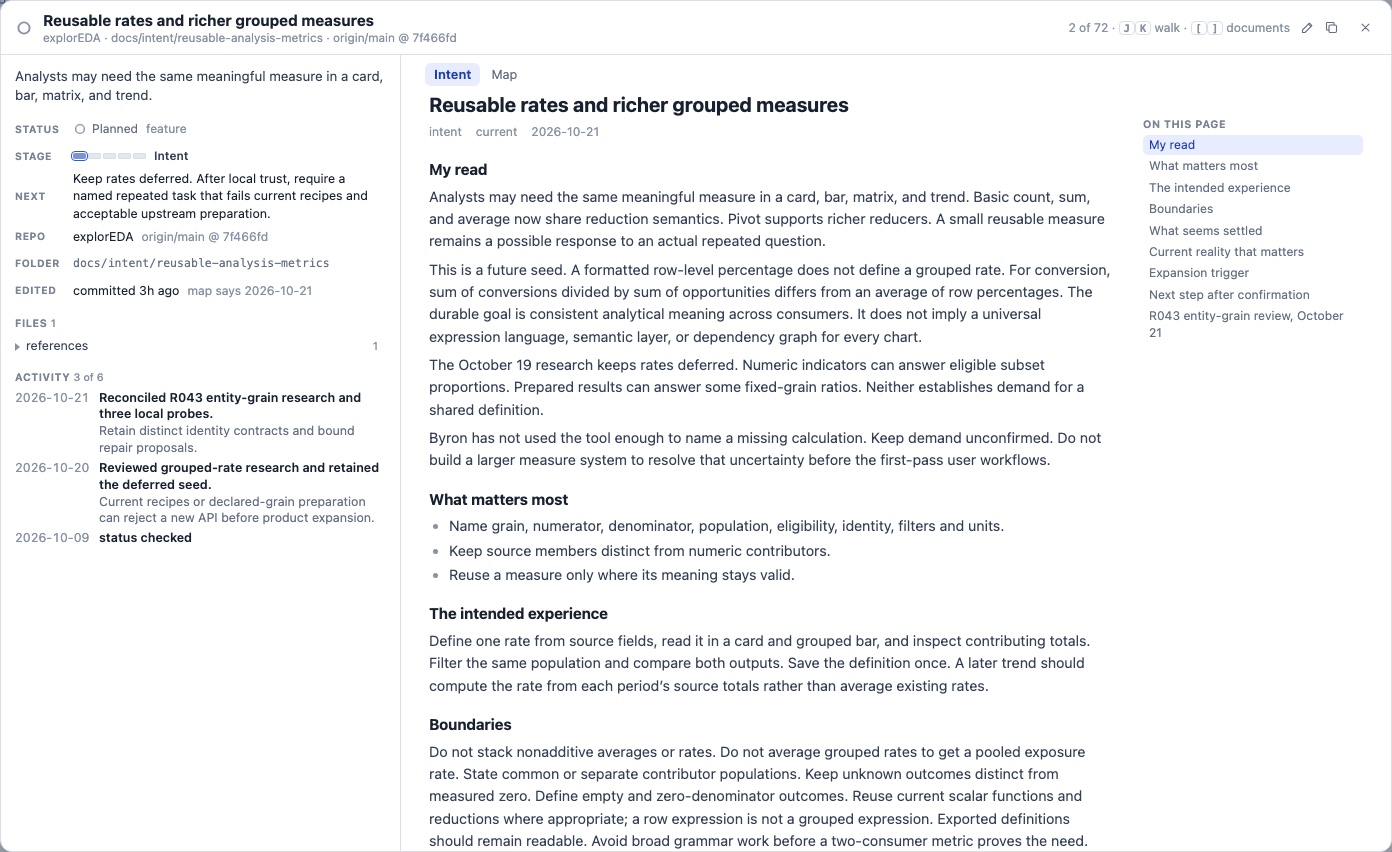 Reusable rates and richer grouped measures
explorEDA · docs/intent/reusable-analysis-metrics · origin/main @ 7f466fd
2 of 72 · J K walk · [ ] documents
Analysts may need the same meaningful measure in a card,
bar, matrix, and trend.
STATUS Planned feature
STAGE Intent
NEXT Keep rates deferred. After local trust, require a
named repeated task that fails current recipes and
acceptable upstream preparation.
REPO explorEDA origin/main @ 7f466fd
FOLDER docs/intent/reusable-analysis-metrics
EDITED committed 3h ago map says 2026-10-21
FILES 1
references 1
ACTIVITY 3 of 6
2026-10-21 Reconciled R043 entity-grain research and
three local probes.
Retain distinct identity contracts and bound
repair proposals.
2026-10-20 Reviewed grouped-rate research and retained
the deferred seed.
Current recipes or declared-grain preparation
can reject a new API before product expansion.
2026-10-09 status checked
Intent Map
Reusable rates and richer grouped measures
intent current 2026-10-21
My read
Analysts may need the same meaningful measure in a card, bar, matrix, and trend. Basic count, sum,
and average now share reduction semantics. Pivot supports richer reducers. A small reusable measure
remains a possible response to an actual repeated question.
This is a future seed. A formatted row-level percentage does not define a grouped rate. For conversion,
sum of conversions divided by sum of opportunities differs from an average of row percentages. The
durable goal is consistent analytical meaning across consumers. It does not imply a universal
expression language, semantic layer, or dependency graph for every chart.
The October 19 research keeps rates deferred. Numeric indicators can answer eligible subset
proportions. Prepared results can answer some fixed-grain ratios. Neither establishes demand for a
shared definition.
Byron has not used the tool enough to name a missing calculation. Keep demand unconfirmed. Do not
build a larger measure system to resolve that uncertainty before the first-pass user workflows.
What matters most
• Name grain, numerator, denominator, population, eligibility, identity, filters and units.
• Keep source members distinct from numeric contributors.
• Reuse a measure only where its meaning stays valid.
The intended experience
Define one rate from source fields, read it in a card and grouped bar, and inspect contributing totals.
Filter the same population and compare both outputs. Save the definition once. A later trend should
compute the rate from each period's source totals rather than average existing rates.
Boundaries
Do not stack nonadditive averages or rates. Do not average grouped rates to get a pooled exposure
rate. State common or separate contributor populations. Keep unknown outcomes distinct from
measured zero. Define empty and zero-denominator outcomes. Reuse current scalar functions and
reductions where appropriate; a row expression is not a grouped expression. Exported definitions
should remain readable. Avoid broad grammar work before a two-consumer metric proves the need.
ON THIS PAGE
My read
What matters most
The intended experience
Boundaries
What seems settled
Current reality that matters
Expansion trigger
Next step after confirmation
R043 entity-grain review, October
21